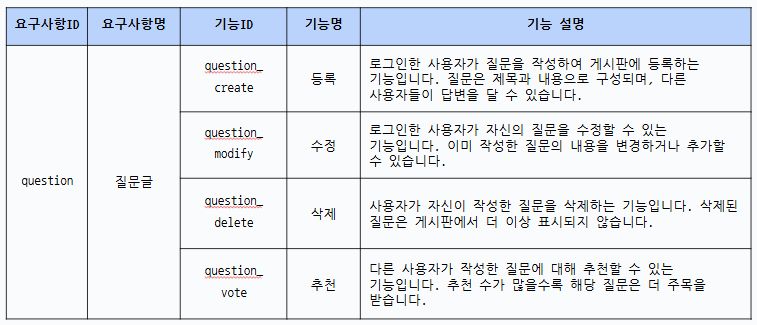 요구사항ID 요구사항명 기능ID 기능명 기능 설명
question_
create
등록
로그인한 사용자가 질문을 작성하여 게시판에 등록하는
기능입니다. 질문은 제목과 내용으로 구성되며, 다른
사용자들이 답변을 달 수 있습니다.
question_
modify
수정
로그인한 사용자가 자신의 질문을 수정할 수 있는
기능입니다. 이미 작성한 질문의 내용을 변경하거나 추가할
수 있습니다.
question 질문글
question_
delete
삭제
사용자가 자신이 작성한 질문을 삭제하는 기능입니다. 삭제된
질문은 게시판에서 더 이상 표시되지 않습니다.
question_
vote
추천
다른 사용자가 작성한 질문에 대해 추천할 수 있는
기능입니다. 추천 수가 많을수록 해당 질문은 더 주목을
받습니다.